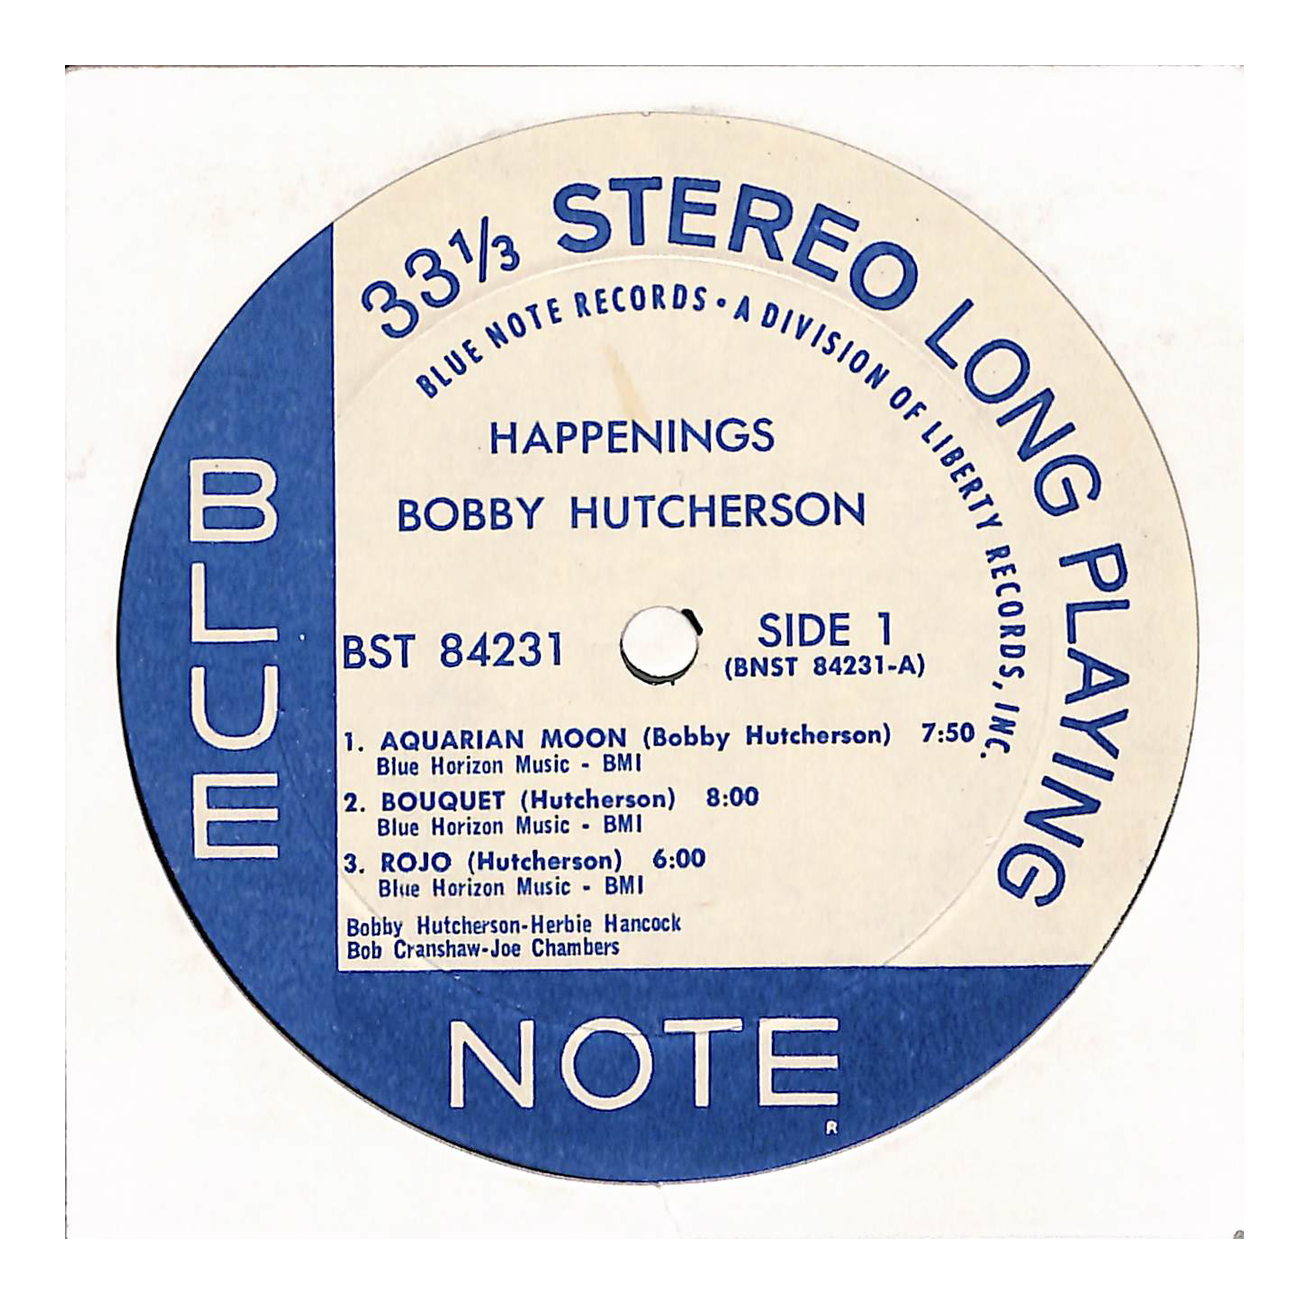 33⅓ STEREO LONG PLAYING
BLUE NOTE RECORDS • A DIVISION OF LIBERTY RECORDS, INC.
HAPPENINGS
BOBBY HUTCHERSON
BST 84231
SIDE 1
(BNST 84231-A)
1. AQUARIAN MOON (Bobby Hutcherson) 7:50
Blue Horizon Music - BMI
2. BOUQUET (Hutcherson) 8:00
Blue Horizon Music - BMI
3. ROJO (Hutcherson) 6:00
Blue Horizon Music - BMI
Bobby Hutcherson-Herbie Hancock
Bob Cranshaw-Joe Chambers
BLUE
NOTE
R